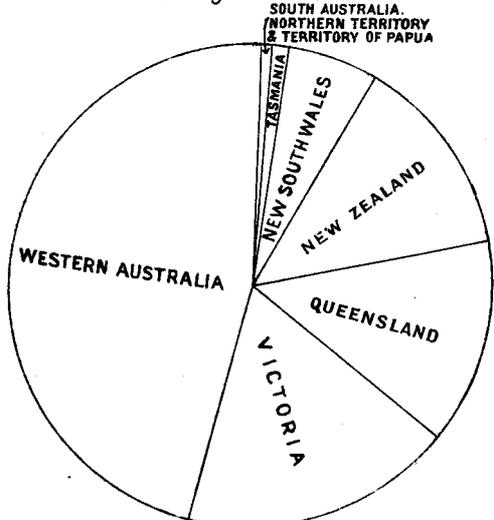 SOUTH AUSTRALIA.
NORTHERN TERRITORY
& TERRITORY OF PAPUA
TASMANIA
NEW SOUTH WALES
NEW ZEALAND
WESTERN AUSTRALIA
QUEENSLAND
VICTORIA